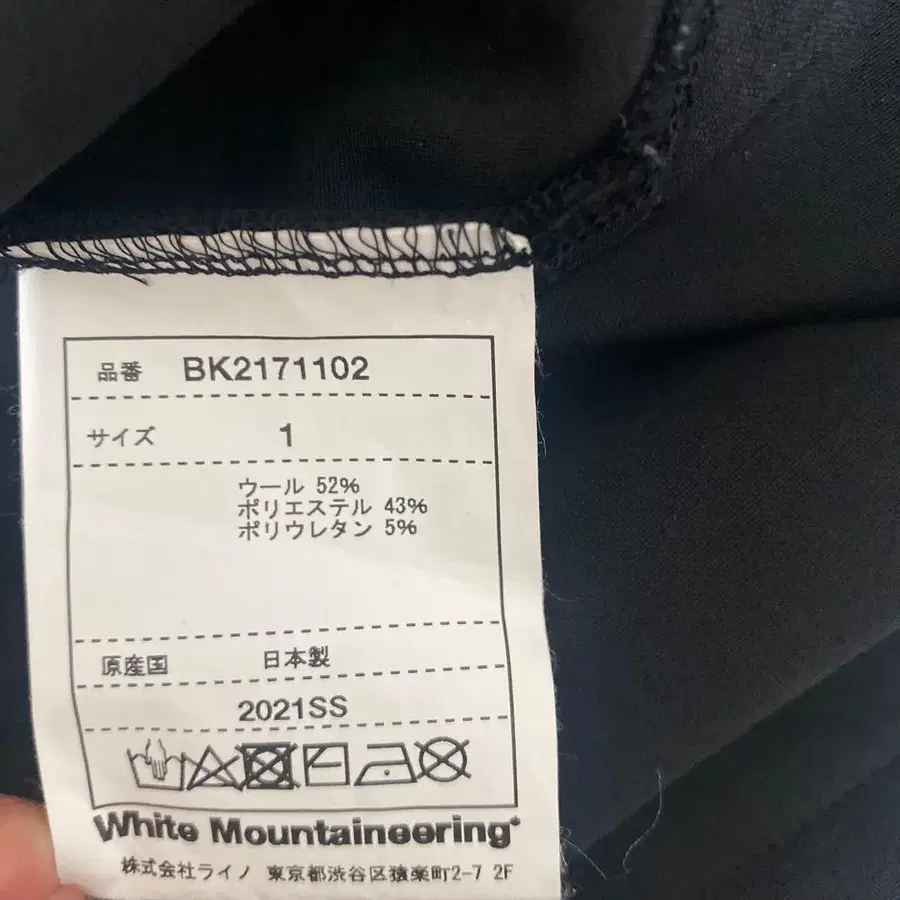 品番 BK2171102
サイズ 1
ウール 52%
ポリエステル 43%
ポリウレタン 5%
原産国 日本製
2021SS
White Mountaineering®
株式会社ライノ 東京都渋谷区猿楽町2-7 2F